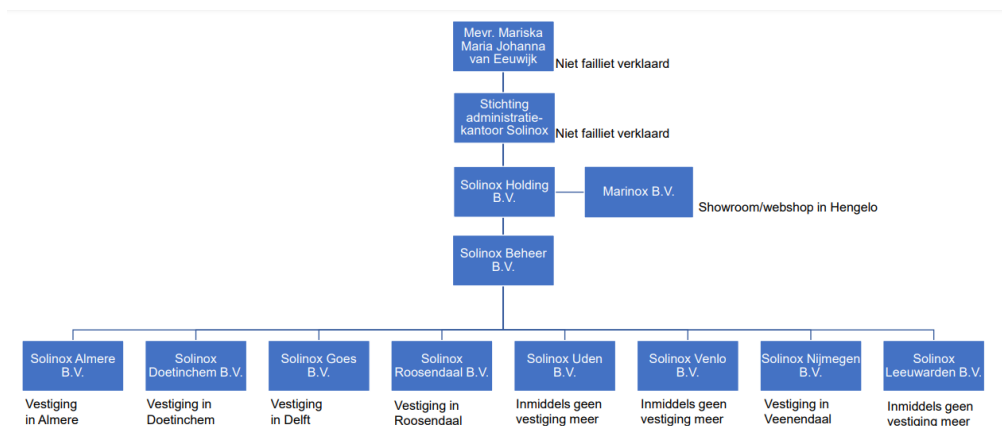 Mevr. Mariska
Maria Johanna
van Eeuwijk
Niet failliet verklaard
Stichting
administratie-
kantoor Solinox
Niet failliet verklaard
Solinox Holding
B.V.
Marinox B.V.
Showroom/webshop in Hengelo
Solinox Beheer
B.V.
Solinox Almere
B.V.
Vestiging
in Almere
Solinox
Doetinchem B.V.
Vestiging in
Doetinchem
Solinox Goes
B.V.
Vestiging
in Delft
Solinox
Roosendaal B.V.
Vestiging in
Roosendaal
Solinox Uden
B.V.
Inmiddels geen
vestiging meer
Solinox Venlo
B.V.
Inmiddels geen
vestiging meer
Solinox Nijmegen
B.V.
Vestiging in
Veenendaal
Solinox
Leeuwarden B.V.
Inmiddels geen
vestiging meer